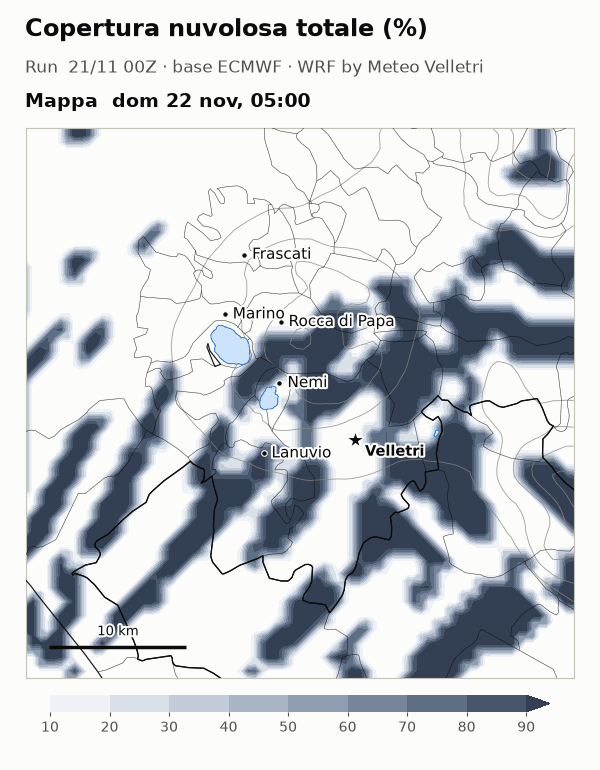 Copertura nuvolosa totale (%)
Run  21/11 00Z · base ECMWF · WRF by Meteo Velletri
Mappa  dom 22 nov, 05:00
Frascati
Marino
Rocca di Papa
Nemi
Velletri
Lanuvio
10 km
10 20 30 40 50 60 70 80 90